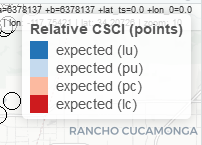 =6378137 +b=6378137 +lat_ts=0.0 +lon_0=0.0
Relative CSCI (points)
expected (lu)
expected (pu)
expected (pc)
expected (lc)
RANCHO CUCAMONGA